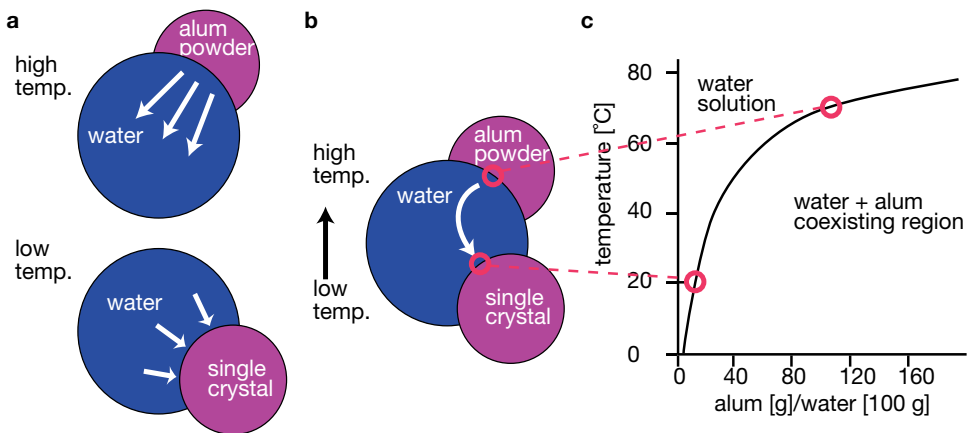 a
alum
powder
high
temp.
water
low
temp.
water
single
crystal
b
alum
powder
high
temp.
water
low
temp.
single
crystal
c
temperature [°C]
80
60
40
20
0
water
solution
water + alum
coexisting region
0
40
80
120
160
alum [g]/water [100 g]